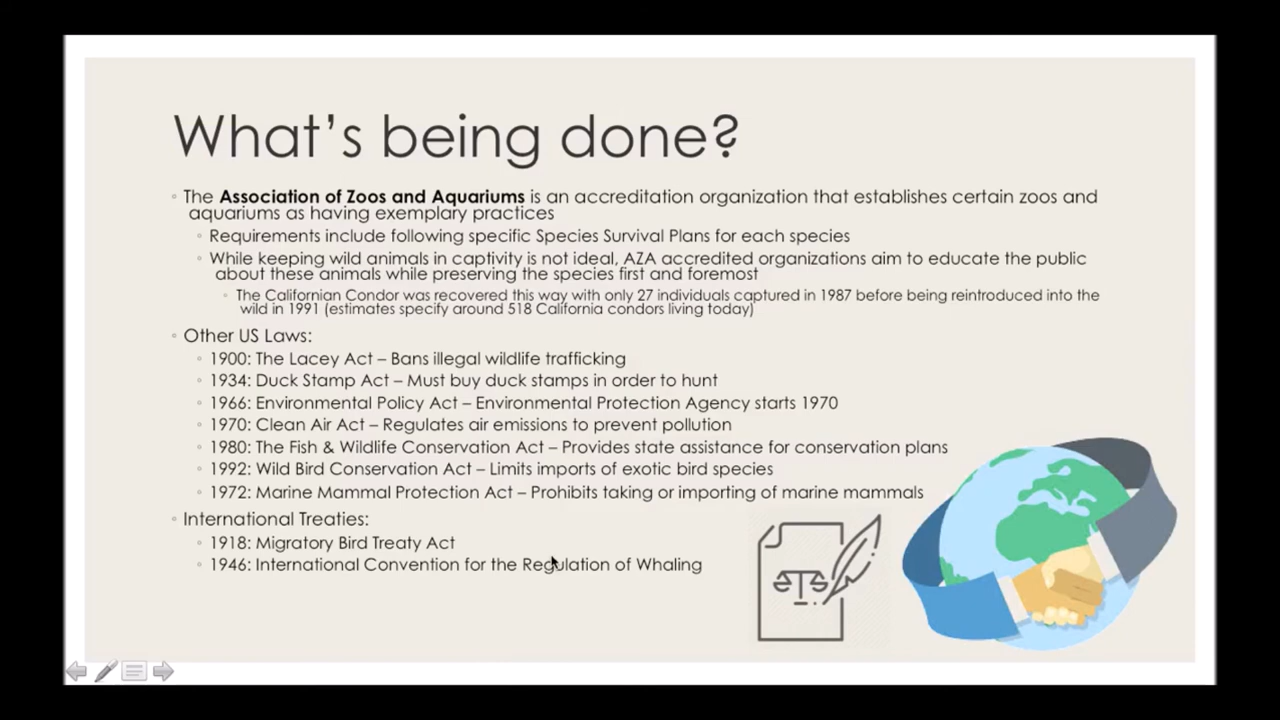 What's being done?
The Association of Zoos and Aquariums is an accreditation organization that establishes certain zoos and
aquariums as having exemplary practices
Requirements include following specific Species Survival Plans for each species
While keeping wild animals in captivity is not ideal, AZA accredited organizations aim to educate the public
about these animals while preserving the species first and foremost
The Californian Condor was recovered this way with only 27 individuals captured in 1987 before being reintroduced into the
wild in 1991 (estimates specify around 518 California condors living today)
Other US Laws:
1900: The Lacey Act – Bans illegal wildlife trafficking
1934: Duck Stamp Act – Must buy duck stamps in order to hunt
1966: Environmental Policy Act – Environmental Protection Agency starts 1970
1970: Clean Air Act – Regulates air emissions to prevent pollution
1980: The Fish & Wildlife Conservation Act – Provides state assistance for conservation plans
1992: Wild Bird Conservation Act – Limits imports of exotic bird species
1972: Marine Mammal Protection Act – Prohibits taking or importing of marine mammals
International Treaties:
1918: Migratory Bird Treaty Act
1946: International Convention for the Regulation of Whaling